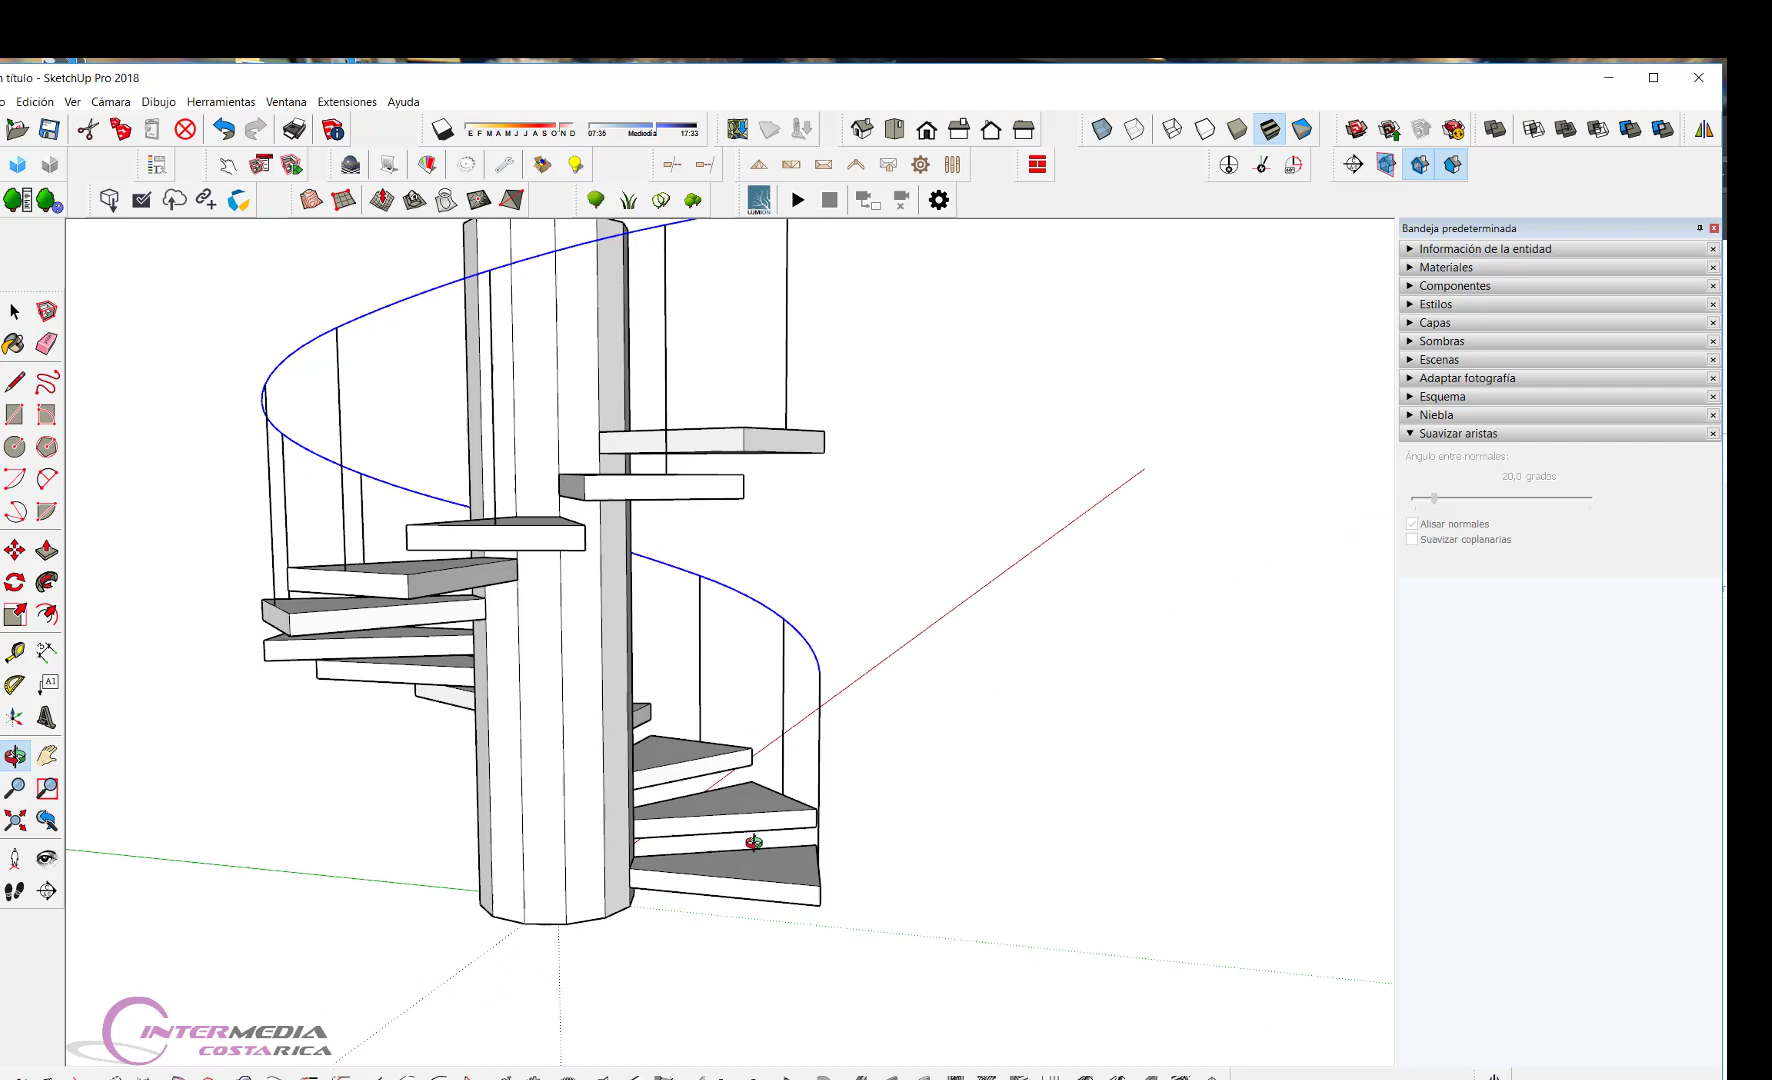 n título - SketchUp Pro 2018
o Edición Ver Cámara Dibujo Herramientas Ventana Extensiones Ayuda
E F M A M J J A S O N D 07:35 Mediodía 17:33
LUMION
Bandeja predeterminada
Información de la entidad
Materiales
Componentes
Estilos
Capas
Sombras
Escenas
Adaptar fotografía
Esquema
Niebla
Suavizar aristas
Ángulo entre normales:
20,0 grados
Alisar normales
Suavizar coplanarias
A1
INTERMEDIA
COSTA RICA